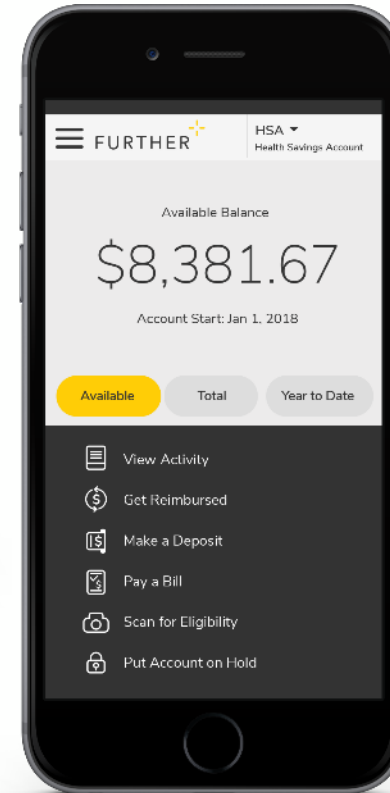 FURTHER
HSA
Health Savings Account
Available Balance
$8,381.67
Account Start: Jan 1, 2018
Available
Total
Year to Date
View Activity
Get Reimbursed
Make a Deposit
Pay a Bill
Scan for Eligibility
Put Account on Hold